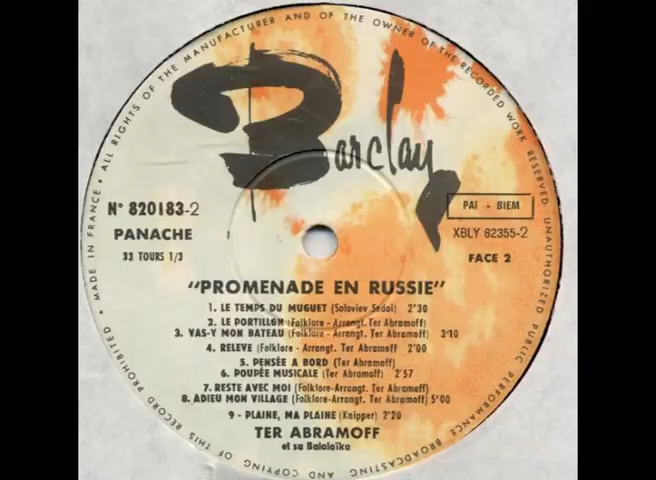 ALL RIGHTS OF THE MANUFACTURER AND OF THE OWNER OF THE RECORDED WORK RESERVED UNAUTHORIZED PUBLIC PERFORMANCE BROADCASTING AND COPYING OF THIS RECORD PROHIBITED • MADE IN FRANCE •
Barclay
N° 820183-2
PANACHE
33 TOURS 1/3
PAI - BIEM
XBLY 82355-2
FACE 2
"PROMENADE EN RUSSIE"
1. LE TEMPS DU MUGUET (Soloviev Sedoi) 2'30
2. LE PORTILLON (Folklore - Arrangt. Ter Abramoff)
3. VAS-Y MON BATEAU (Folklore - Arrangt. Ter Abramoff) 3'10
4. RELEVE (Folklore - Arrangt. Ter Abramoff 2'00
5. PENSÉE A BORD (Ter Abramoff)
6. POUPÉE MUSICALE (Ter Abramoff) 2'57
7. RESTE AVEC MOI (Folklore-Arrangt. Ter Abramoff)
8. ADIEU MON VILLAGE (Folklore-Arrangt. Ter Abramoff) 5'00
9 - PLAINE, MA PLAINE (Knipper) 2'20
TER ABRAMOFF
et sa Balalaïka